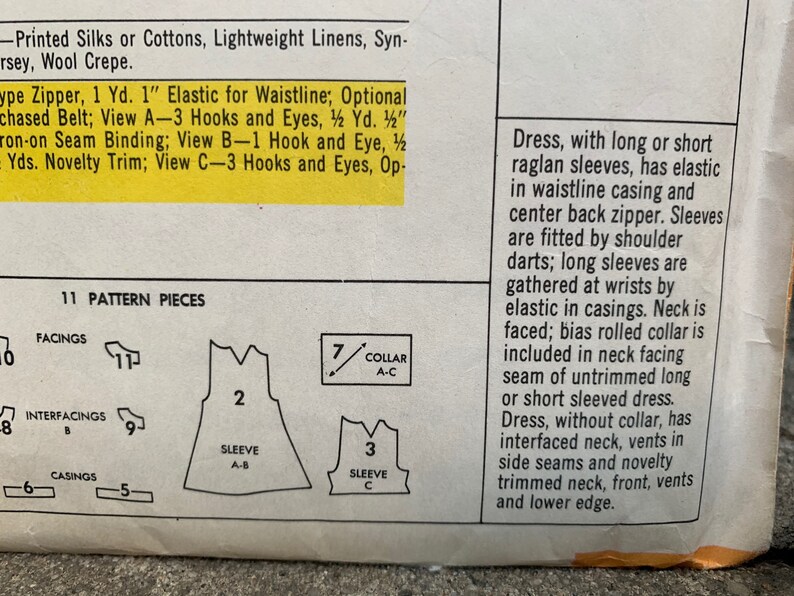 —Printed Silks or Cottons, Lightweight Linens, Syn-
rsey, Wool Crepe.
ype Zipper, 1 Yd. 1″ Elastic for Waistline; Optional
chased Belt; View A—3 Hooks and Eyes, ½ Yd. ½″
ron-on Seam Binding; View B—1 Hook and Eye, ½
Yds. Novelty Trim; View C—3 Hooks and Eyes, Op-
11 PATTERN PIECES
FACINGS
10
11
INTERFACINGS
B
8
9
CASINGS
6
5
2
SLEEVE
A-B
7
COLLAR
A-C
3
SLEEVE
C
Dress, with long or short
raglan sleeves, has elastic
in waistline casing and
center back zipper. Sleeves
are fitted by shoulder
darts; long sleeves are
gathered at wrists by
elastic in casings. Neck is
faced; bias rolled collar is
included in neck facing
seam of untrimmed long
or short sleeved dress.
Dress, without collar, has
interfaced neck, vents in
side seams and novelty
trimmed neck, front, vents
and lower edge.